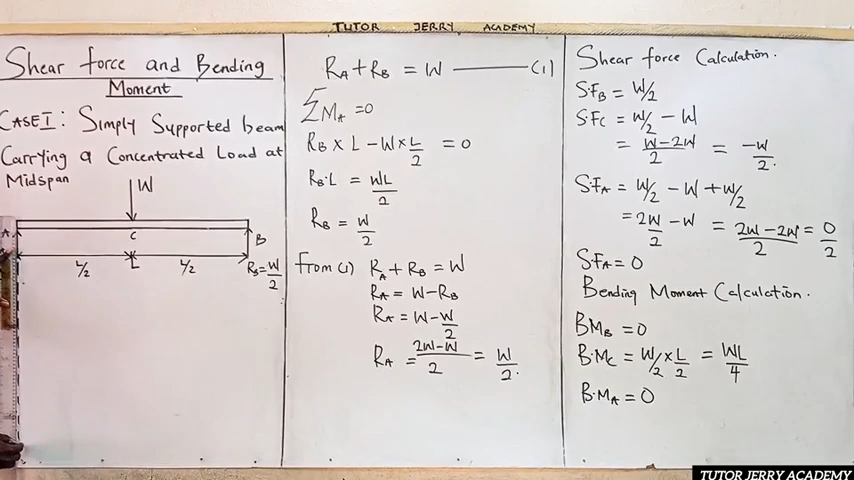 TUTOR JERRY ACADEMY
Shear force and Bending
Moment
CASE I: Simply Supported beam
Carrying a Concentrated Load at
Midspan
W
A
C
B
L/2
L
L/2
RB=W/2
RA+RB = W ——— (1)
∑MA=0
RB × L - W × L/2 = 0
RB·L = WL/2
RB = W/2
from (1) RA + RB = W
RA = W-RB
RA = W-W/2
RA = 2W-W/2 = W/2.
Shear force Calculation.
S·FB = W/2
S·FC = W/2 - W
= W-2W/2 = -W/2.
S·FA = W/2 - W + W/2
= 2W/2 - W = 2W-2W/2 = 0/2
S·FA = 0
Bending Moment Calculation.
BMB = 0
B·MC = W/2 × L/2 = WL/4
B·MA = 0
TUTOR JERRY ACADEMY